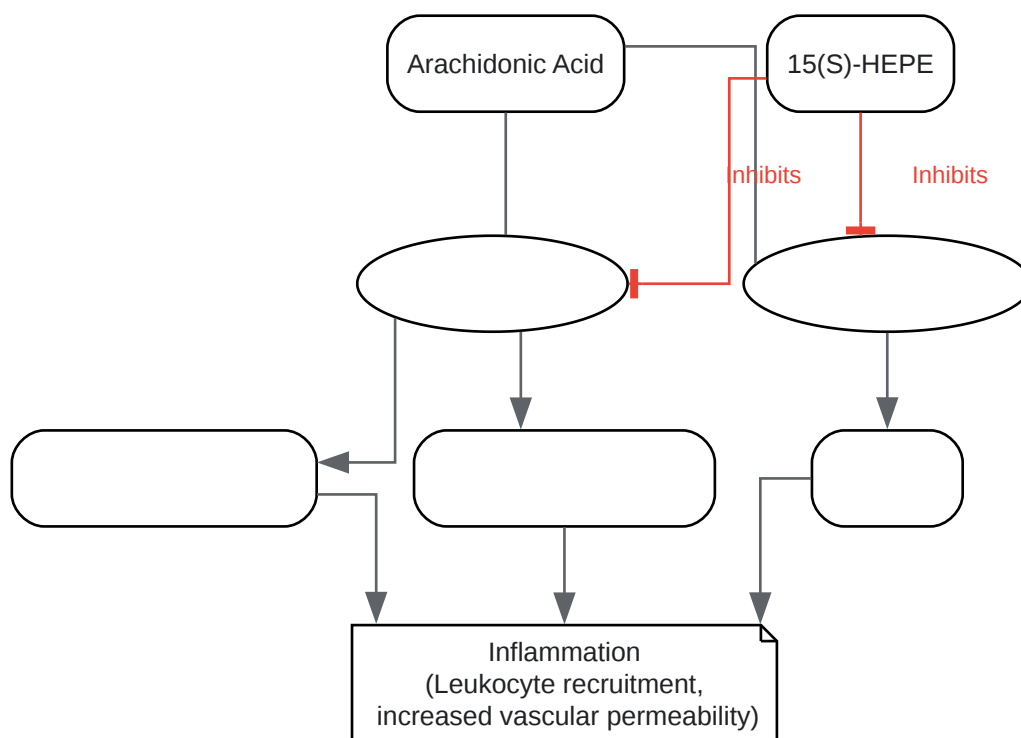 Arachidonic Acid
15(S)-HEPE
Inhibits
Inhibits
Inflammation
(Leukocyte recruitment,
increased vascular permeability)